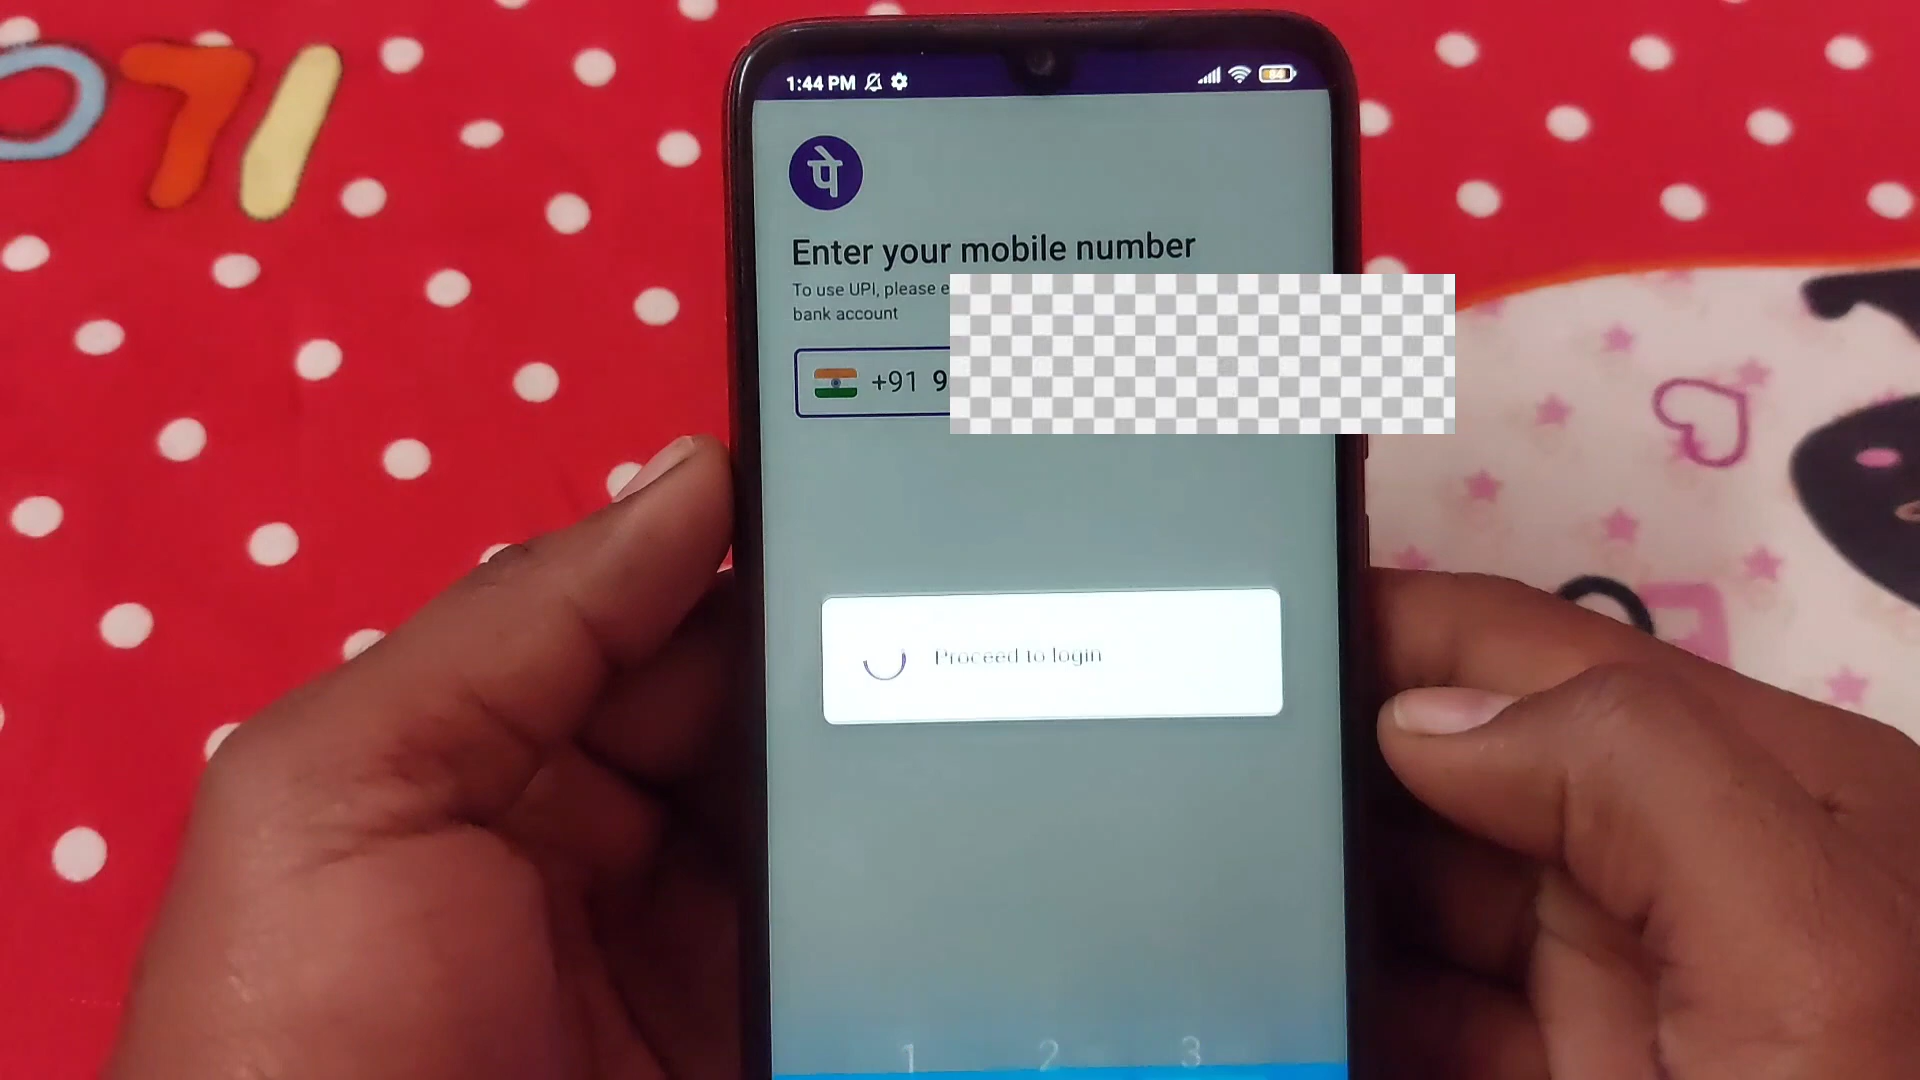 1:44 PM
84
पे
Enter your mobile number
To use UPI, please e
bank account
+91 9
Proceed to login
1 2 3